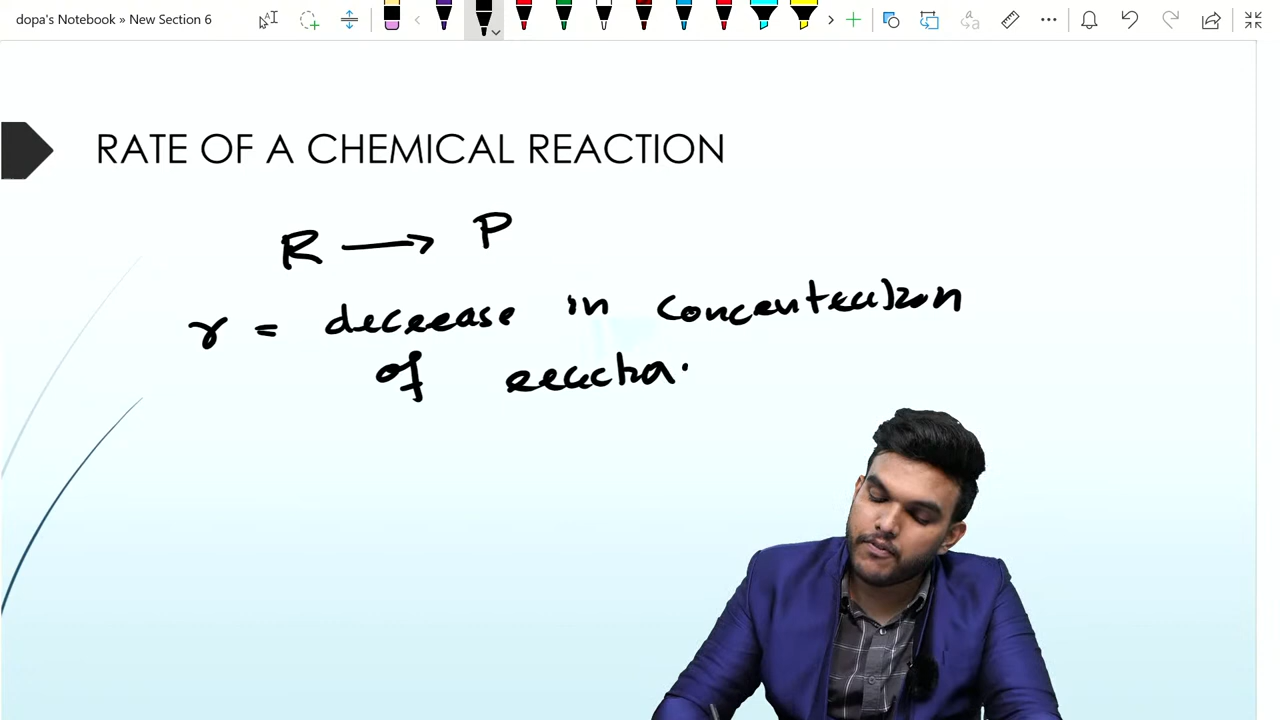 dopa's Notebook » New Section 6
RATE OF A CHEMICAL REACTION
R → P
r = decrease in concentration
of reacta